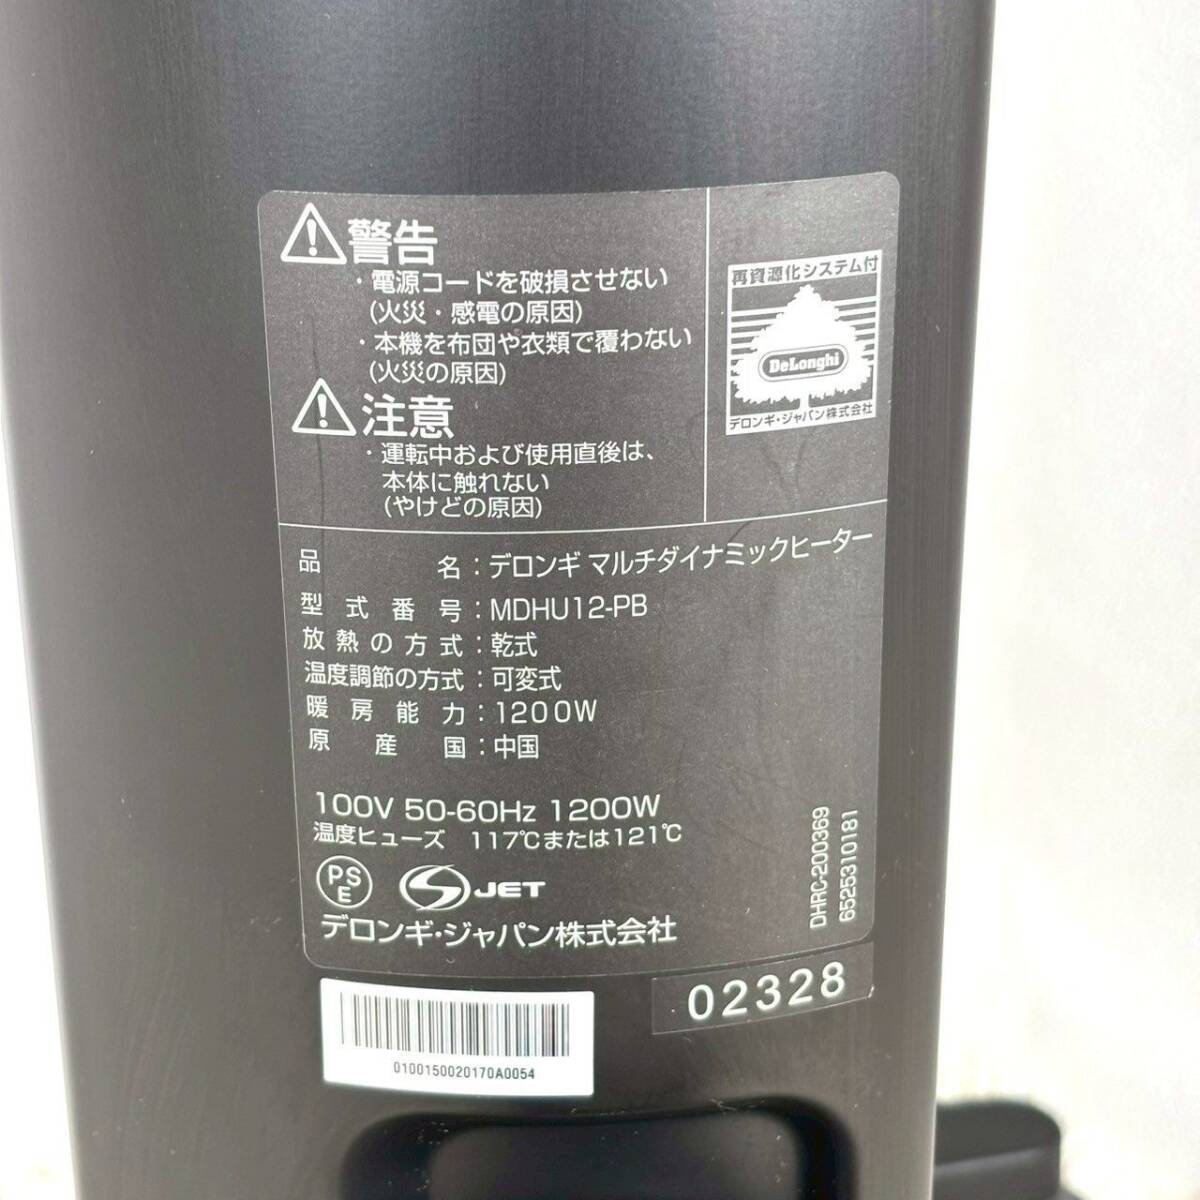 警告
・電源コードを破損させない
(火災・感電の原因)
・本機を布団や衣類で覆わない
(火災の原因)
注意
・運転中および使用直後は、
本体に触れない
(やけどの原因)
再資源化システム付
DeLonghi
デロンギ・ジャパン株式会社
品名：デロンギ マルチダイナミックヒーター
型式番号：MDHU12-PB
放熱の方式：乾式
温度調節の方式：可変式
暖房能力：1200W
原産国：中国
100V 50-60Hz 1200W
温度ヒューズ 117℃または121℃
PSE
JET
デロンギ・ジャパン株式会社
DHRC-200369
6525310181
02328
0100150020170A0054